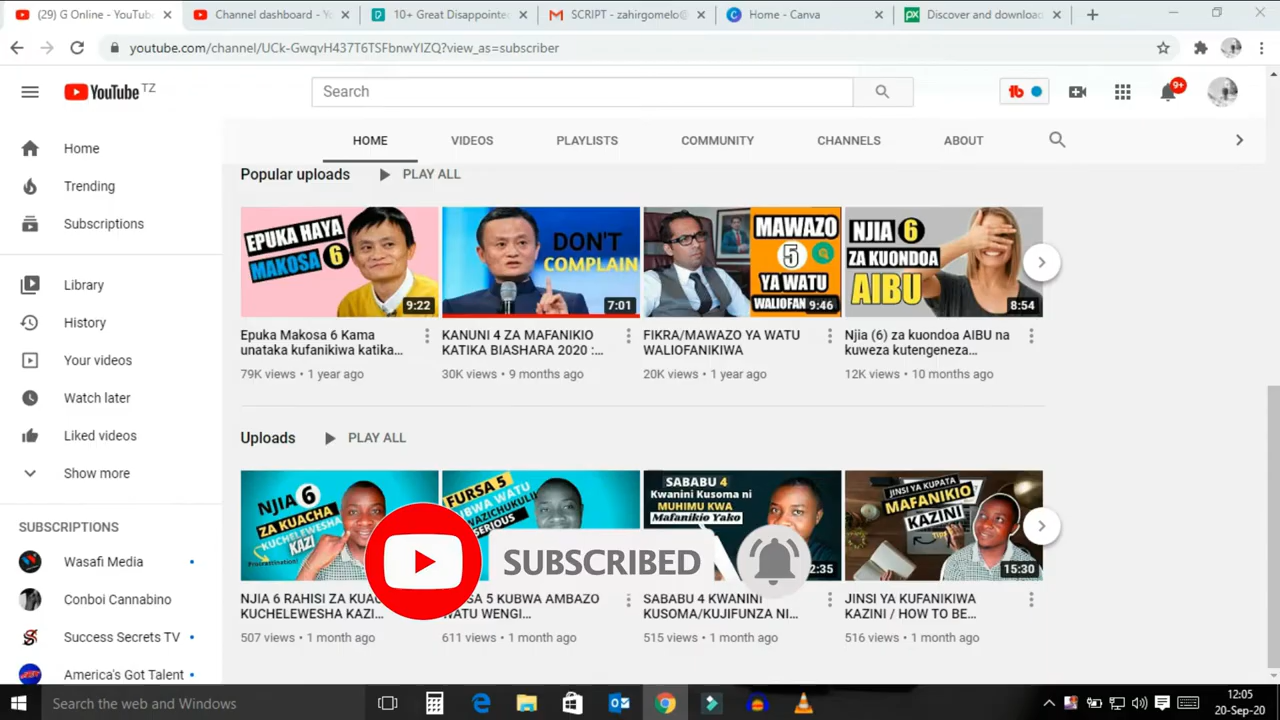 (29) G Online - YouTube
Channel dashboard - Yo
10+ Great Disappointe
SCRIPT - zahirgomelo@
Home - Canva
Discover and downloa
youtube.com/channel/UCk-GwqvH437T6TSFbnwYIZQ?view_as=subscriber
YouTube TZ
Search
9+
HOME
VIDEOS
PLAYLISTS
COMMUNITY
CHANNELS
ABOUT
Home
Trending
Subscriptions
Library
History
Your videos
Watch later
Liked videos
Show more
SUBSCRIPTIONS
Wasafi Media
Conboi Cannabino
Success Secrets TV
America's Got Talent
Popular uploads
PLAY ALL
EPUKA HAYA
MAKOSA 6
9:22
Epuka Makosa 6 Kama
unataka kufanikiwa katika...
79K views • 1 year ago
DON'T
COMPLAIN
7:01
KANUNI 4 ZA MAFANIKIO
KATIKA BIASHARA 2020 :...
30K views • 9 months ago
MAWAZO
5
YA WATU
WALIOFAN
9:46
FIKRA/MAWAZO YA WATU
WALIOFANIKIWA
20K views • 1 year ago
NJIA 6
ZA KUONDOA
AIBU
8:54
Njia (6) za kuondoa AIBU na
kuweza kutengeneza...
12K views • 10 months ago
Uploads
PLAY ALL
NJIA 6
ZA KUACHA
KUCHELEWESHA
KAZI
Procrastination!
NJIA 6 RAHISI ZA KUAC
KUCHELEWESHA KAZI...
507 views • 1 month ago
FURSA 5
KUBWA WATU
WAZICHUKULI
SERIOUS
SA 5 KUBWA AMBAZO
WATU WENGI...
611 views • 1 month ago
SABABU 4
Kwanini Kusoma ni
MUHIMU KWA
Mafanikio Yako
2:35
SABABU 4 KWANINI
KUSOMA/KUJIFUNZA NI...
515 views • 1 month ago
JINSI YA KUPATA
MAFANIKIO
KAZINI
15:30
JINSI YA KUFANIKIWA
KAZINI / HOW TO BE...
516 views • 1 month ago
SUBSCRIBED
Search the web and Windows
12:05
20-Sep-20